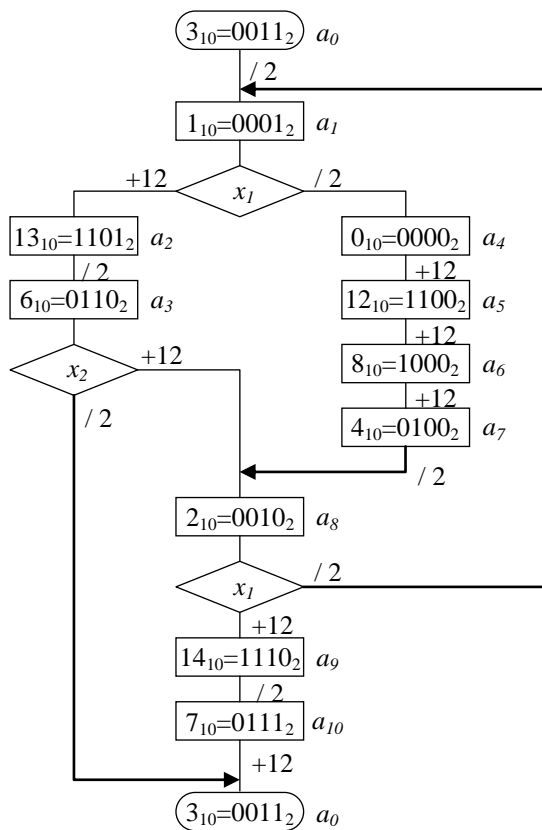 3₁₀=0011₂ a₀
/ 2
1₁₀=0001₂ a₁
+12 x₁ / 2
13₁₀=1101₂ a₂ 0₁₀=0000₂ a₄
/ 2 +12
6₁₀=0110₂ a₃ 12₁₀=1100₂ a₅
+12
x₂ +12 8₁₀=1000₂ a₆
/ 2 +12
4₁₀=0100₂ a₇
/ 2
2₁₀=0010₂ a₈
x₁ / 2
+12
14₁₀=1110₂ a₉
/ 2
7₁₀=0111₂ a₁₀
+12
3₁₀=0011₂ a₀